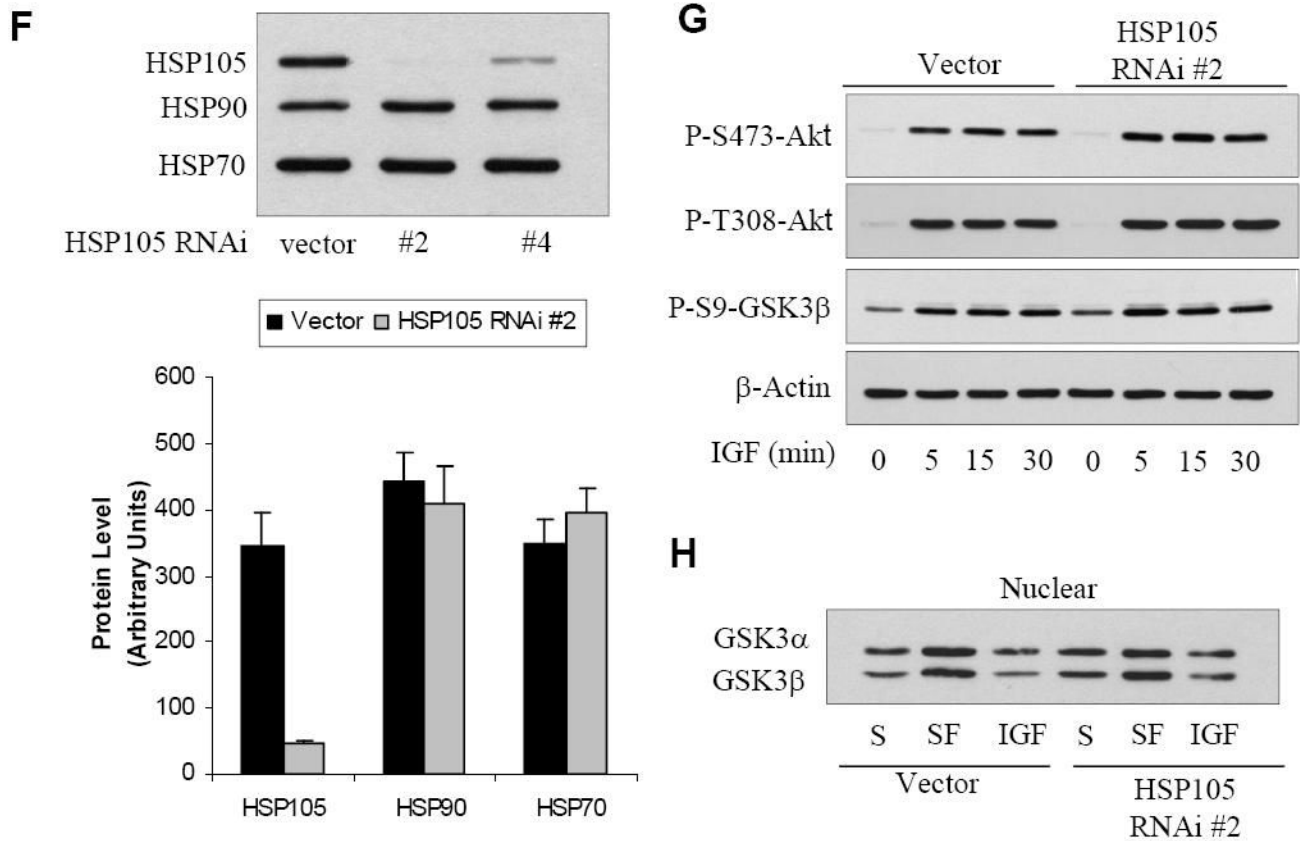 F
HSP105
HSP90
HSP70
HSP105 RNAi vector #2 #4
Vector HSP105 RNAi #2
Protein Level
(Arbitrary Units)
600
500
400
300
200
100
0
HSP105 HSP90 HSP70
G
Vector
HSP105
RNAi #2
P-S473-Akt
P-T308-Akt
P-S9-GSK3β
β-Actin
IGF (min) 0 5 15 30 0 5 15 30
H
Nuclear
GSK3α
GSK3β
S SF IGF S SF IGF
Vector
HSP105
RNAi #2